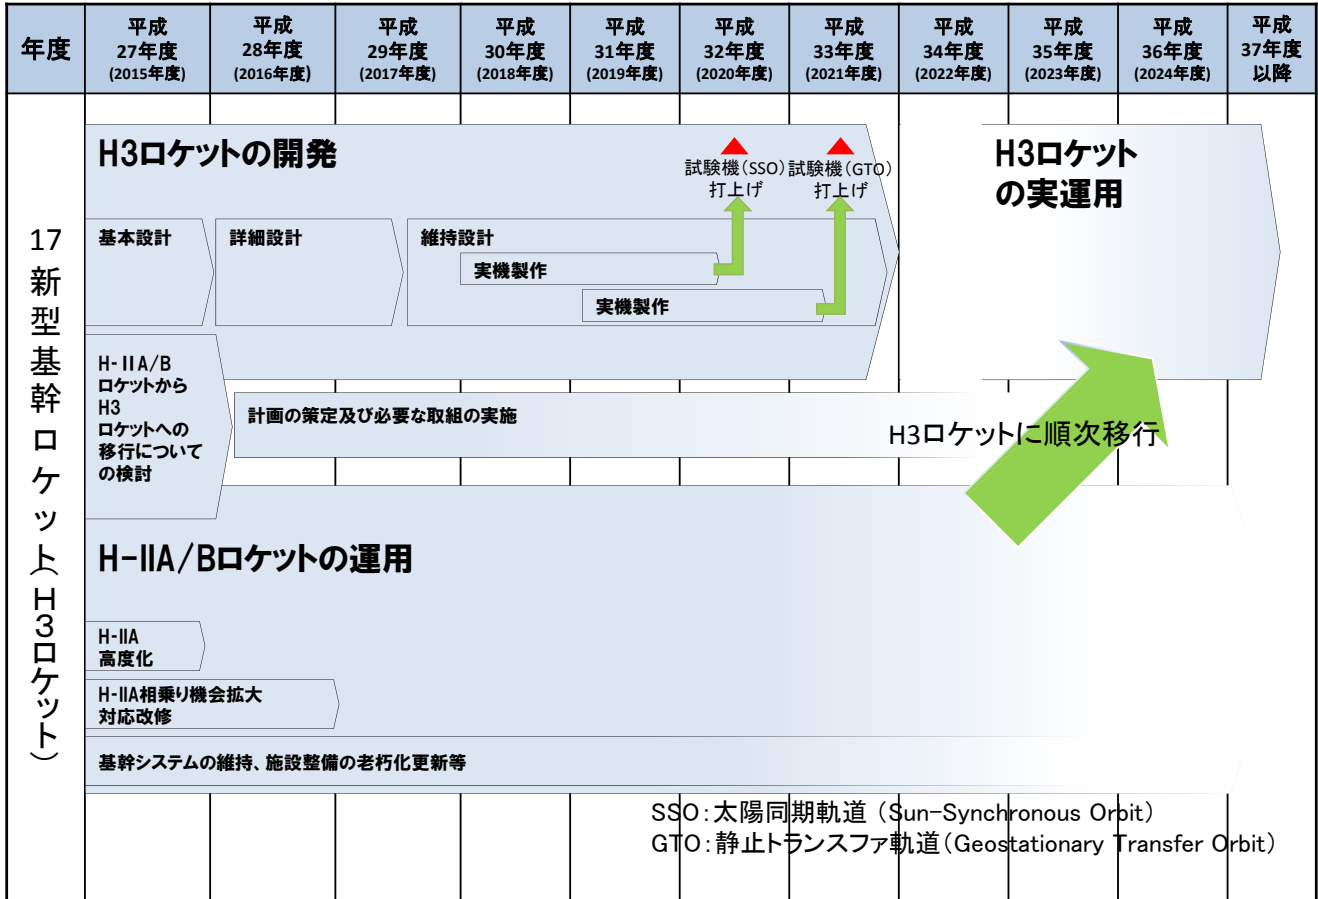 年度
平成
27年度
(2015年度)
平成
28年度
(2016年度)
平成
29年度
(2017年度)
平成
30年度
(2018年度)
平成
31年度
(2019年度)
平成
32年度
(2020年度)
平成
33年度
(2021年度)
平成
34年度
(2022年度)
平成
35年度
(2023年度)
平成
36年度
(2024年度)
平成
37年度
以降
17新型基幹ロケット(H3ロケット)
H3ロケットの開発
試験機(SSO)
打上げ
試験機(GTO)
打上げ
H3ロケット
の実運用
基本設計
詳細設計
維持設計
実機製作
実機製作
H-ⅡA/B
ロケットから
H3
ロケットへの
移行について
の検討
計画の策定及び必要な取組の実施
H3ロケットに順次移行
H-ⅡA/Bロケットの運用
H-ⅡA
高度化
H-ⅡA相乗り機会拡大
対応改修
基幹システムの維持、施設整備の老朽化更新等
SSO:太陽同期軌道 (Sun-Synchronous Orbit)
GTO:静止トランスファ軌道(Geostationary Transfer Orbit)